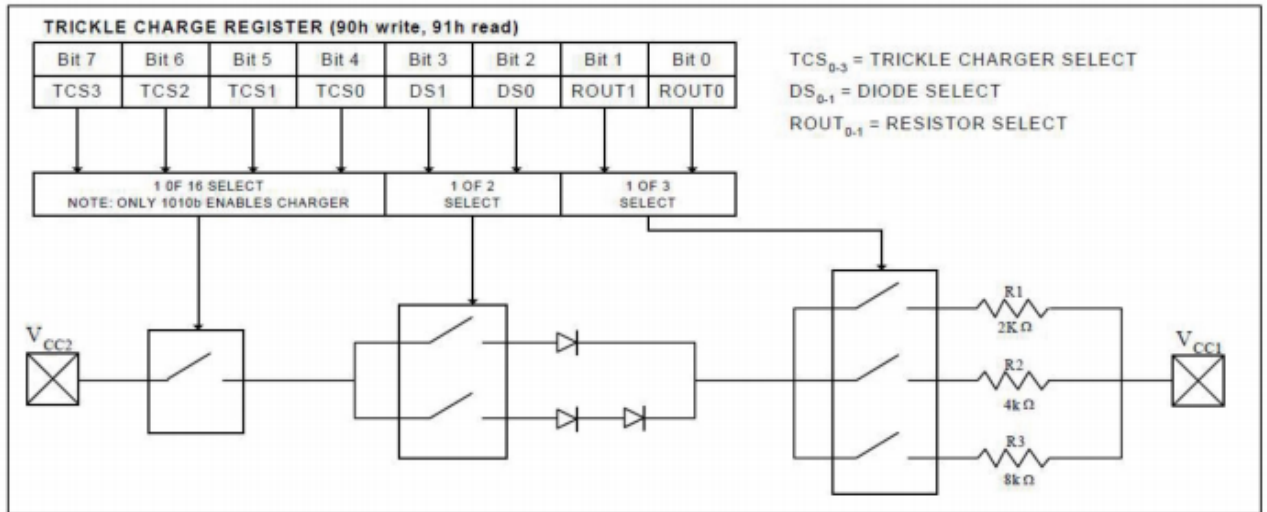 TRICKLE CHARGE REGISTER (90h write, 91h read)
Bit 7 Bit 6 Bit 5 Bit 4 Bit 3 Bit 2 Bit 1 Bit 0
TCS3 TCS2 TCS1 TCS0 DS1 DS0 ROUT1 ROUT0
TCS0-3 = TRICKLE CHARGER SELECT
DS0-1 = DIODE SELECT
ROUT0-1 = RESISTOR SELECT
1 0F 16 SELECT
NOTE: ONLY 1010b ENABLES CHARGER
1 OF 2
SELECT
1 OF 3
SELECT
VCC2
R1
2KΩ
R2
4kΩ
R3
8kΩ
VCC1